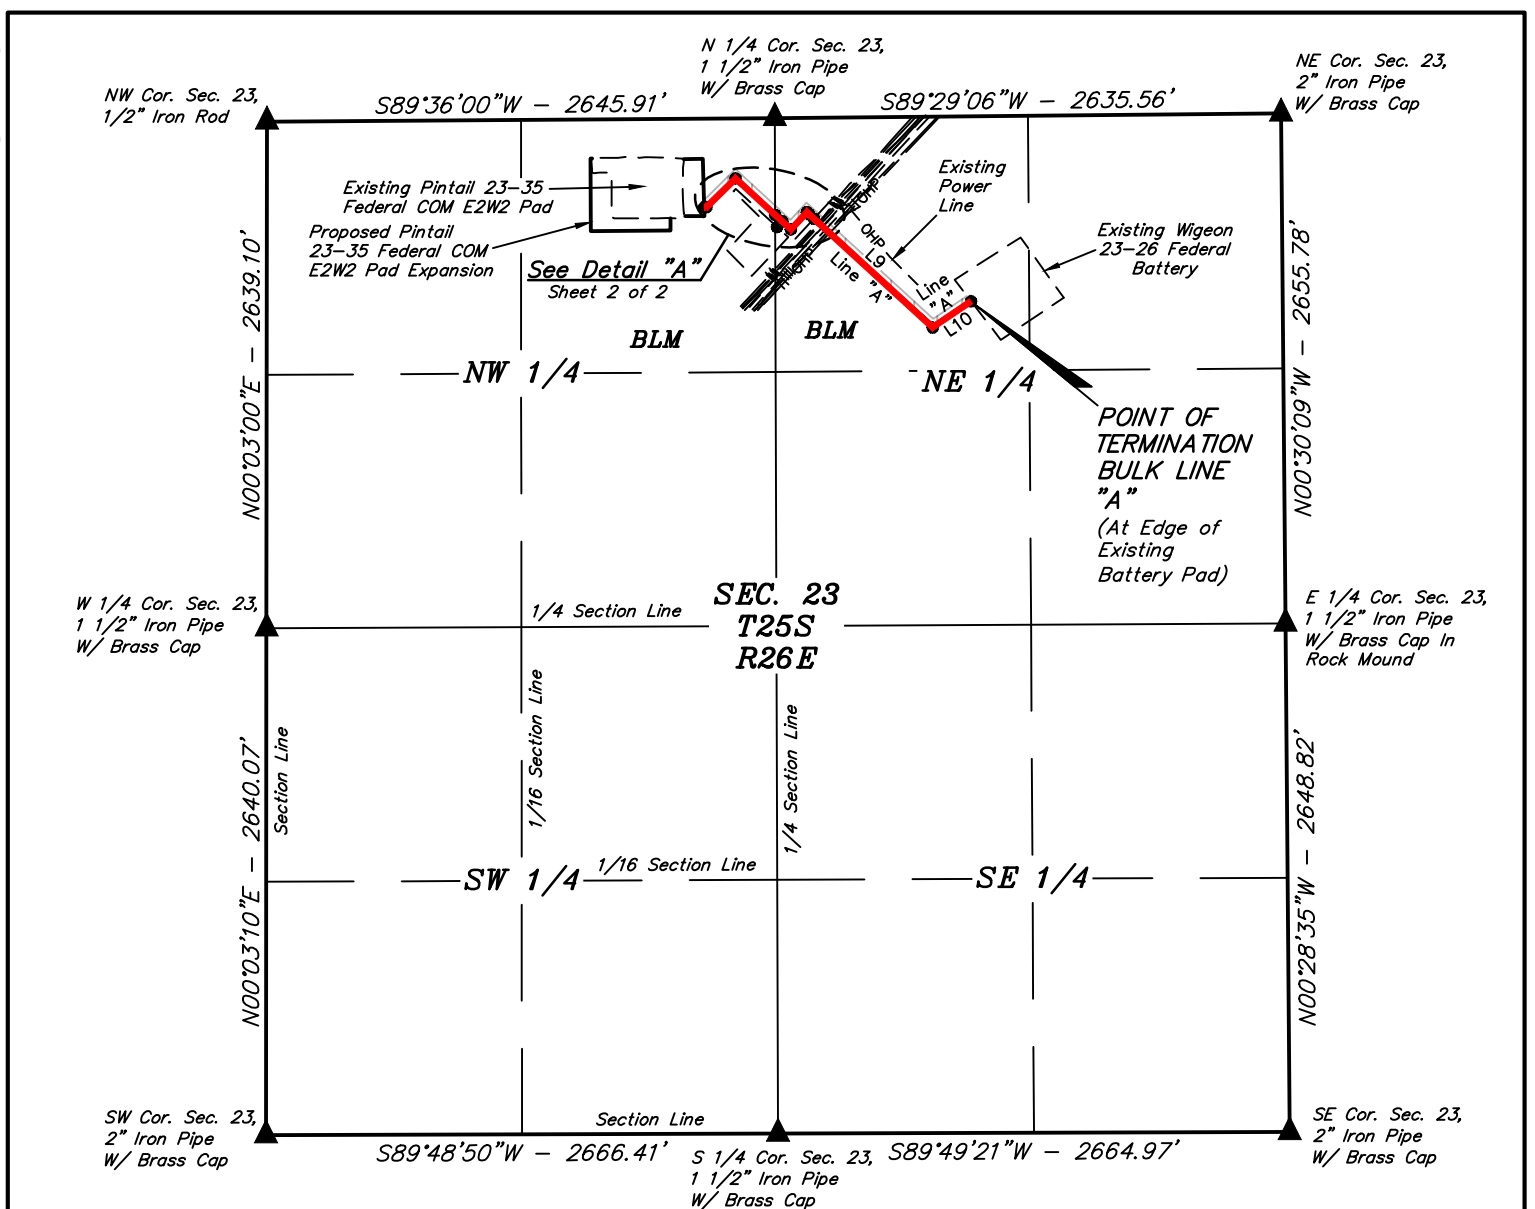 N 1/4 Cor. Sec. 23,
1 1/2" Iron Pipe
W/ Brass Cap
NE Cor. Sec. 23,
2" Iron Pipe
W/ Brass Cap
NW Cor. Sec. 23,
1/2" Iron Rod
S89°36'00"W - 2645.91'
S89°29'06"W - 2635.56'
Existing Pintail 23-35
Federal COM E2W2 Pad
Proposed Pintail
23-35 Federal COM
E2W2 Pad Expansion
See Detail "A"
Sheet 2 of 2
Existing
Power
Line
Existing Wigeon
23-26 Federal
Battery
OHP
L9
Line "A"
Line
"A"
L10
N00°03'00"E - 2639.10'
N00°30'09"W - 2655.78'
BLM
BLM
NW 1/4
NE 1/4
POINT OF
TERMINATION
BULK LINE
"A"
(At Edge of
Existing
Battery Pad)
SEC. 23
T25S
R26E
1/4 Section Line
W 1/4 Cor. Sec. 23,
1 1/2" Iron Pipe
W/ Brass Cap
E 1/4 Cor. Sec. 23,
1 1/2" Iron Pipe
W/ Brass Cap In
Rock Mound
N00°03'10"E - 2640.07'
Section Line
1/16 Section Line
1/4 Section Line
N00°28'35"W - 2648.82'
SW 1/4
1/16 Section Line
SE 1/4
SW Cor. Sec. 23,
2" Iron Pipe
W/ Brass Cap
Section Line
SE Cor. Sec. 23,
2" Iron Pipe
W/ Brass Cap
S89°48'50"W - 2666.41'
S 1/4 Cor. Sec. 23,
1 1/2" Iron Pipe
W/ Brass Cap
S89°49'21"W - 2664.97'